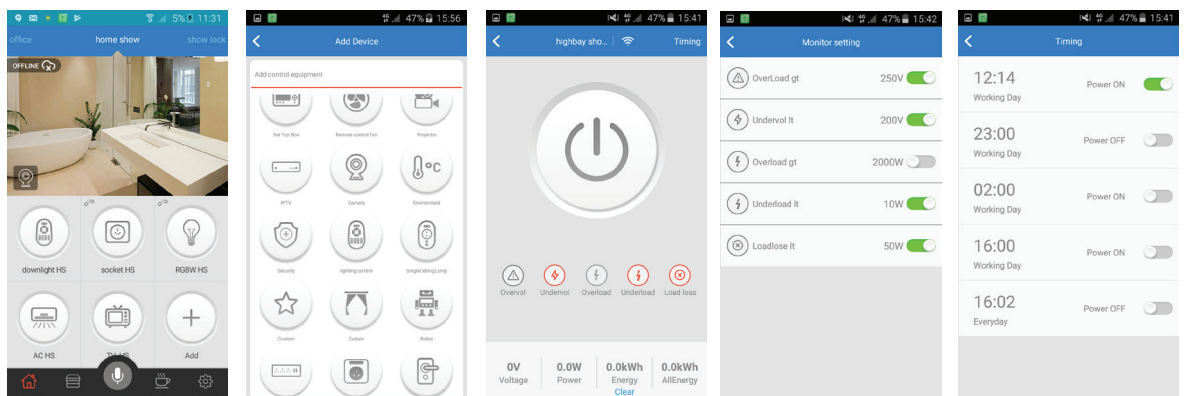 5% 11:31
office home show show lock
OFFLINE
downlight HS socket HS RGBW HS
AC HS TV HS Add
4G 47% 15:56
Add Device
Add control equipment
Set Top Box Remote control fan Projector
°C
IPTV Camera Environment
Security lighting control SingleCeilingLamp
Custom Curtain Robot
4G 47% 15:41
highbay sho... Timing
Overvol Undervol Overload Underload Load loss
0V 0.0W 0.0kWh 0.0kWh
Voltage Power Energy AllEnergy
Clear
4G 47% 15:42
Monitor setting
OverLoad gt 250V
Undervol lt 200V
Overload gt 2000W
Underload lt 10W
Loadlose lt 50W
4G 47% 15:41
Timing
12:14 Power ON
Working Day
23:00 Power OFF
Working Day
02:00
Working Day
16:00 Power ON
Working Day
16:02 Power OFF
Everyday